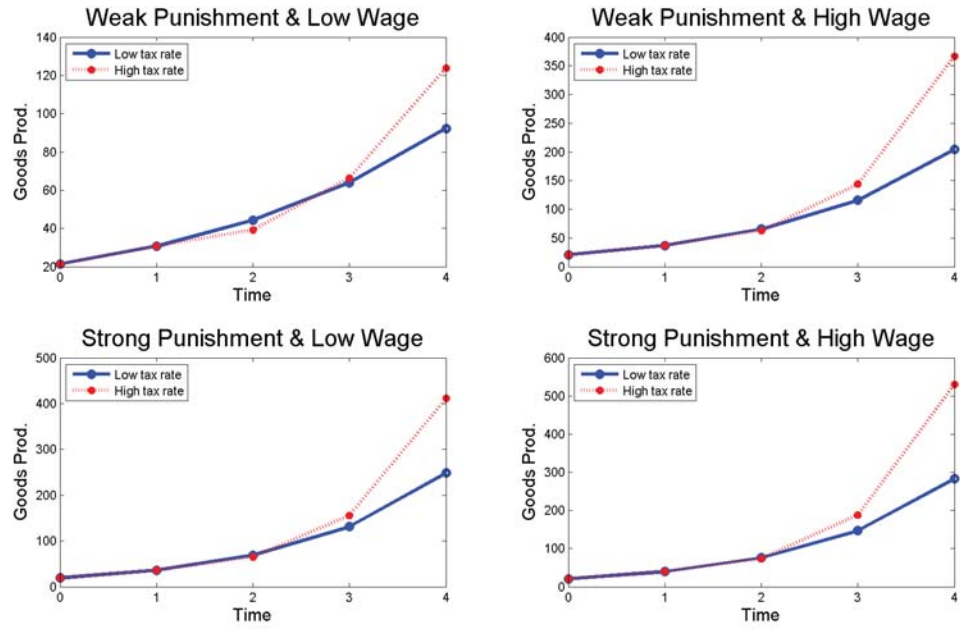 Weak Punishment & Low Wage
Goods Prod.
140
120
100
80
60
40
20
Low tax rate
High tax rate
0 1 2 3 4
Time
Weak Punishment & High Wage
Goods Prod.
400
350
300
250
200
150
100
50
0
Low tax rate
High tax rate
0 1 2 3 4
Time
Strong Punishment & Low Wage
Goods Prod.
500
400
300
200
100
0
Low tax rate
High tax rate
0 1 2 3 4
Time
Strong Punishment & High Wage
Goods Prod.
600
500
400
300
200
100
0
Low tax rate
High tax rate
0 1 2 3 4
Time